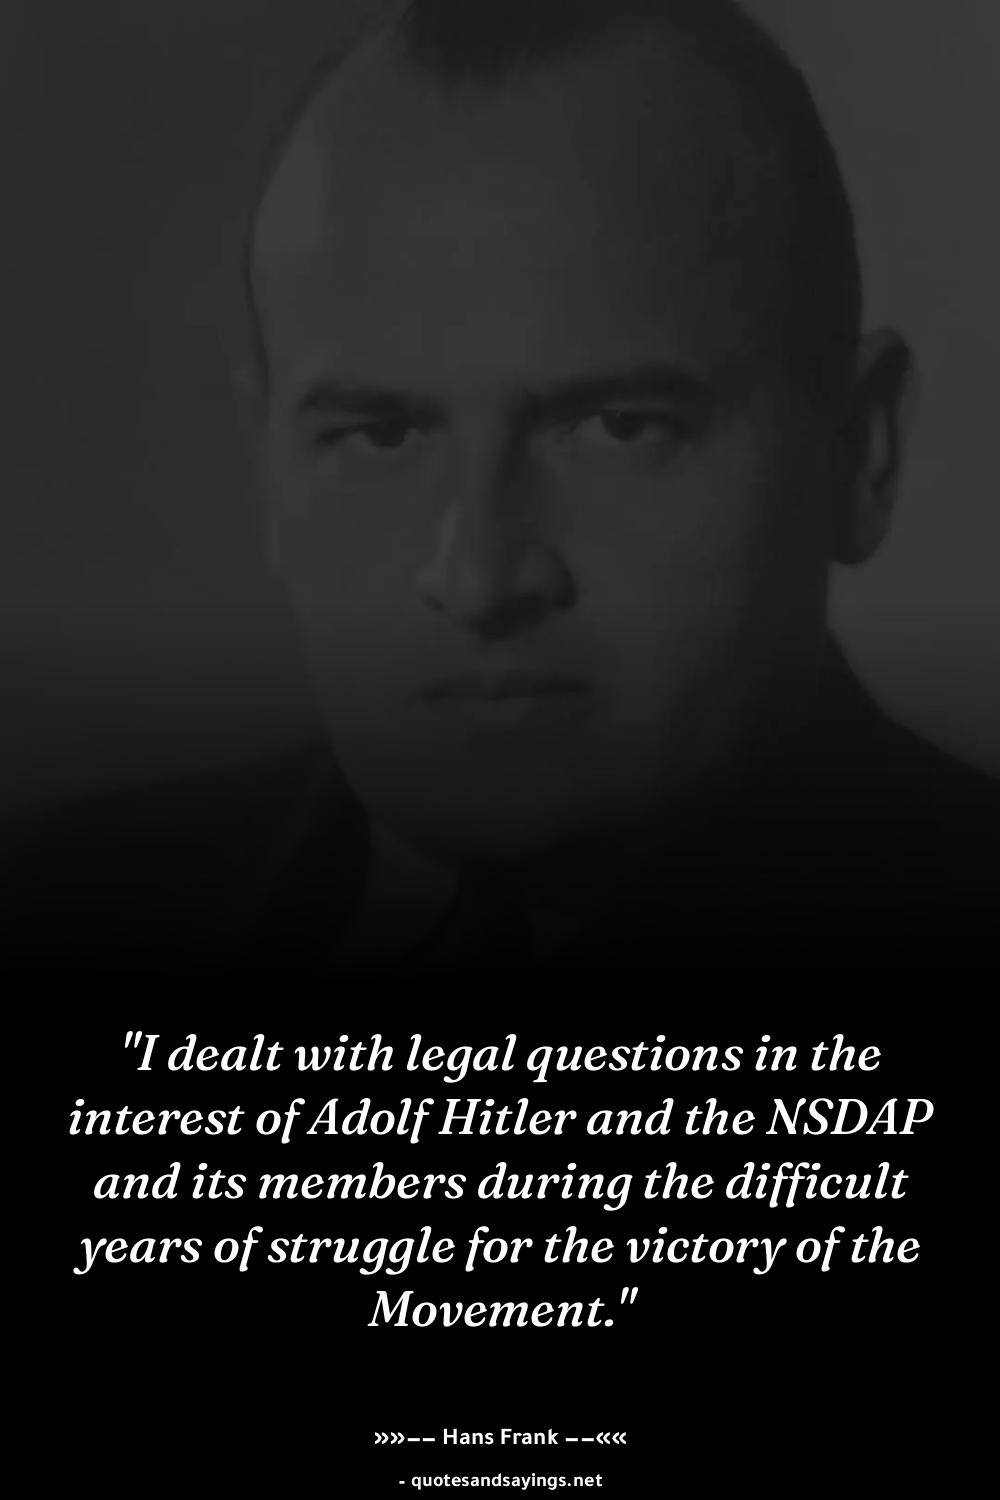 "I dealt with legal questions in the
interest of Adolf Hitler and the NSDAP
and its members during the difficult
years of struggle for the victory of the
Movement."
»»−− Hans Frank −−««
- quotesandsayings.net